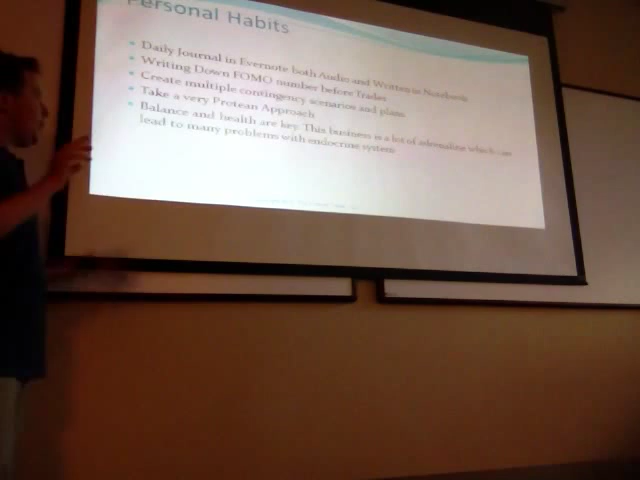 Personal Habits
Daily Journal in Evernote both Audio and Written in Notebook
Writing Down FOMO number before Trades
Create multiple contingency scenarios and plans
Take a very Protean Approach
Balance and health are key. This business is a lot of adrenaline which can
lead to many problems with endocrine system